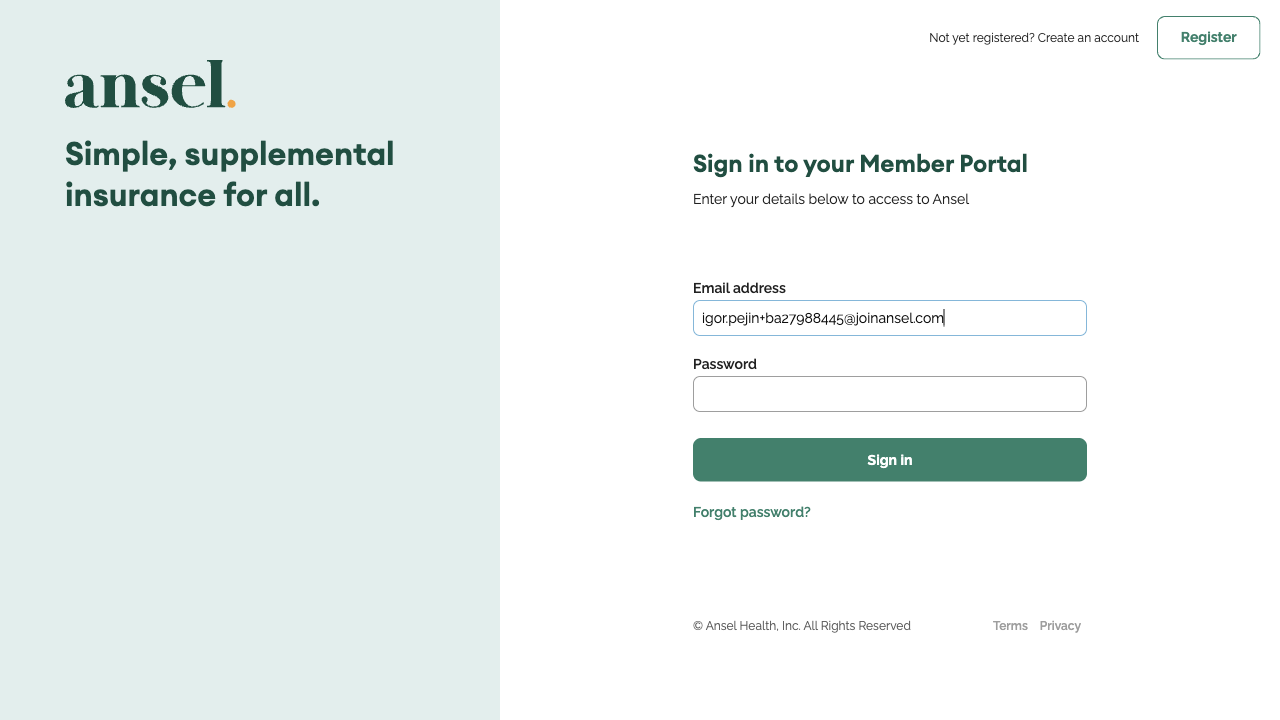 ansel.
Simple, supplemental
insurance for all.
Not yet registered? Create an account
Register
Sign in to your Member Portal
Enter your details below to access to Ansel
Email address
igor.pejin+ba27988445@joinansel.com
Password
Sign in
Forgot password?
© Ansel Health, Inc. All Rights Reserved
Terms Privacy